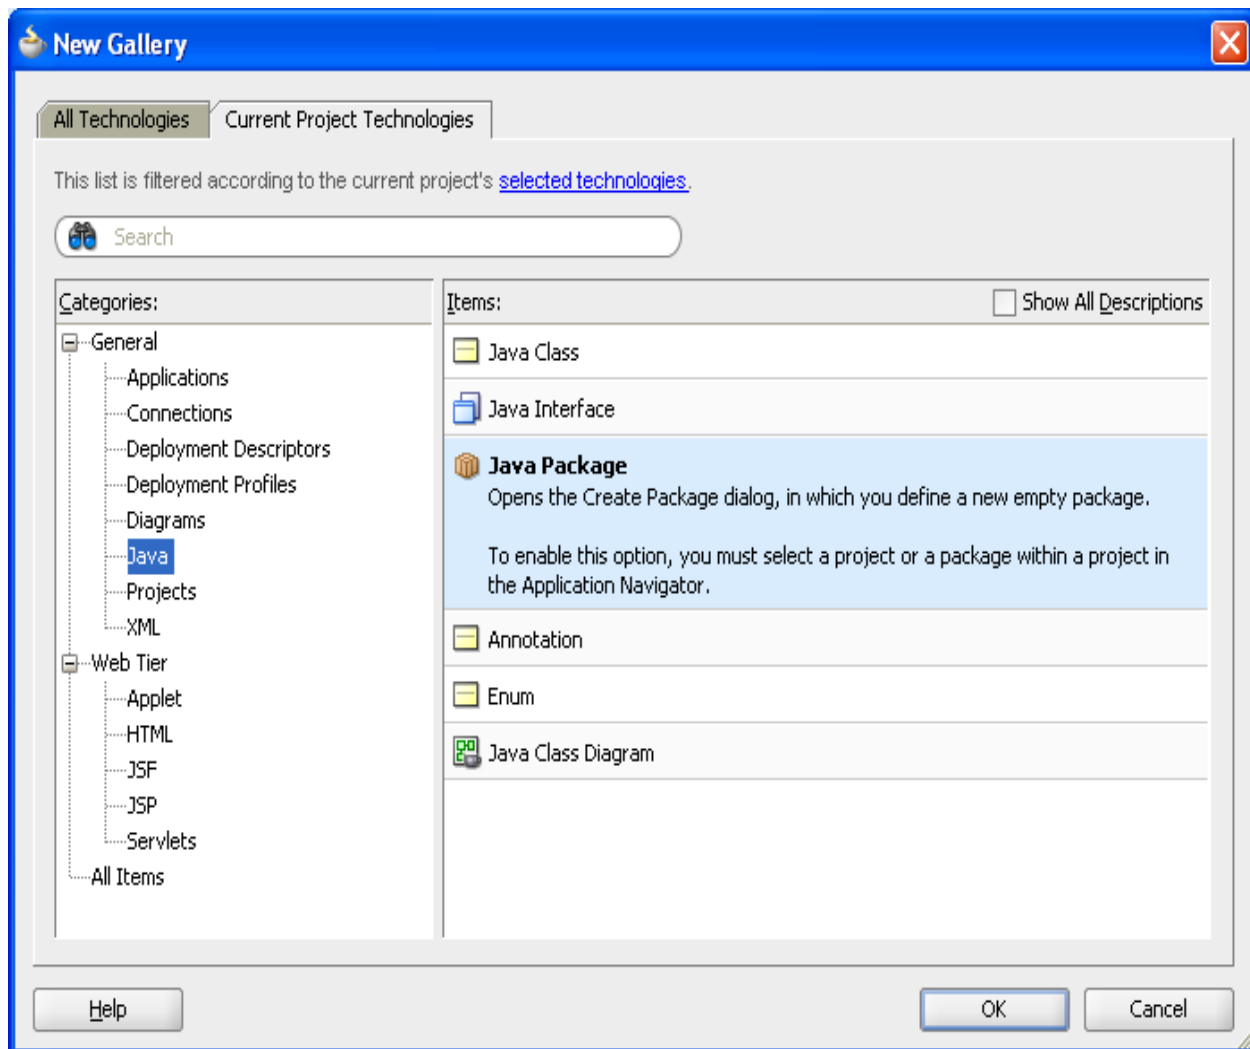 New Gallery
All Technologies
Current Project Technologies
This list is filtered according to the current project's selected technologies.
Search
Categories:
General
Applications
Connections
Deployment Descriptors
Deployment Profiles
Diagrams
Java
Projects
XML
Web Tier
Applet
HTML
JSF
JSP
Servlets
All Items
Items:
Show All Descriptions
Java Class
Java Interface
Java Package
Opens the Create Package dialog, in which you define a new empty package.
To enable this option, you must select a project or a package within a project in
the Application Navigator.
Annotation
Enum
Java Class Diagram
Help
OK
Cancel